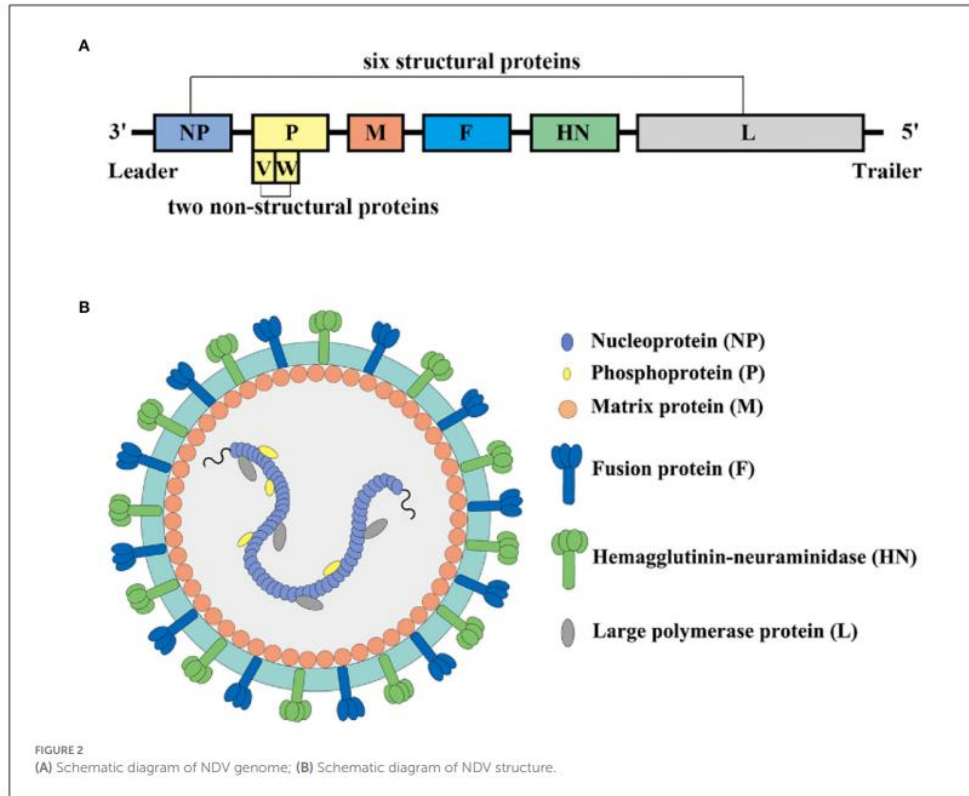 A
six structural proteins
3' NP P M F HN L 5'
Leader V W Trailer
two non-structural proteins
B
Nucleoprotein (NP)
Phosphoprotein (P)
Matrix protein (M)
Fusion protein (F)
Hemagglutinin-neuraminidase (HN)
Large polymerase protein (L)
FIGURE 2
(A) Schematic diagram of NDV genome; (B) Schematic diagram of NDV structure.